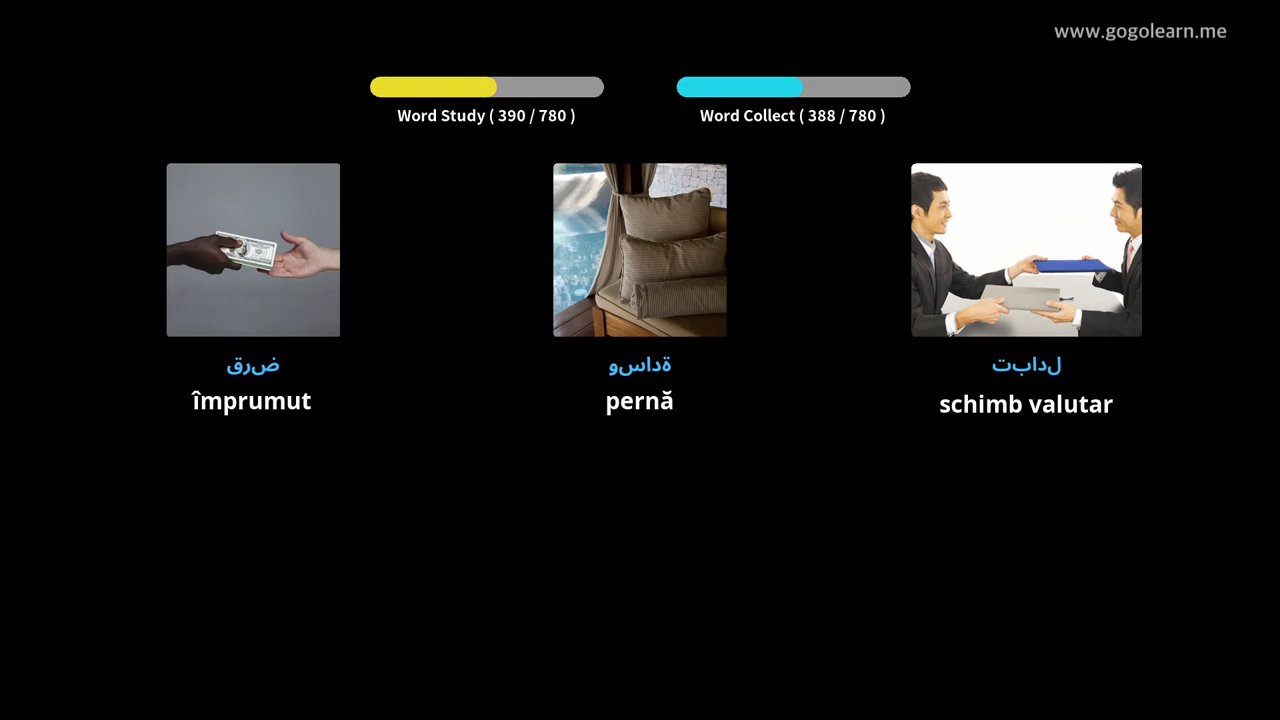 www.gogolearn.me
Word Study ( 390 / 780 )
Word Collect ( 388 / 780 )
ضرق
ةداسو
لدابت
împrumut
pernă
schimb valutar